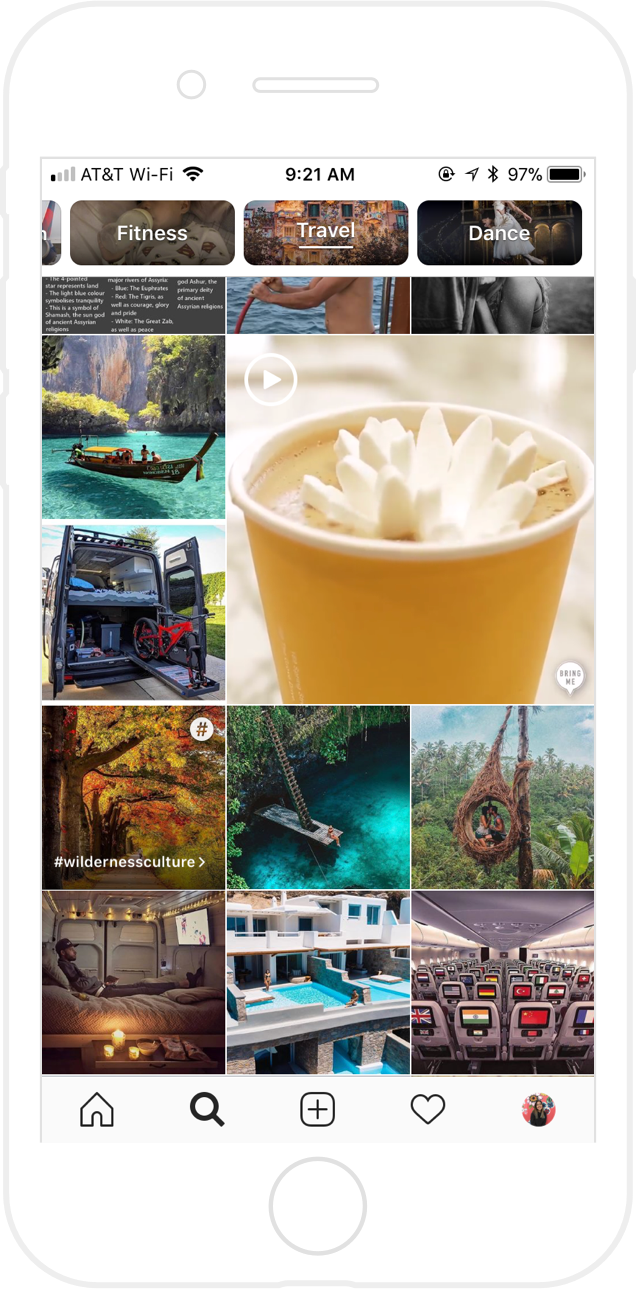 AT&T Wi-Fi 9:21 AM 97%
Fitness Travel Dance
- The 4-pointed
star represents land
- The light blue colour
symbolises tranquility
- This is a symbol of
Shamash, the sun god
of ancient Assyrian
religions
major rivers of Assyria:
- Blue: The Euphrates
- Red: The Tigris, as
well as courage, glory
and pride
- White: The Great Zab,
as well as peace
god Ashur, the
primary deity
of ancient
Assyrian religions
BRING
ME
#
#wildernessculture >